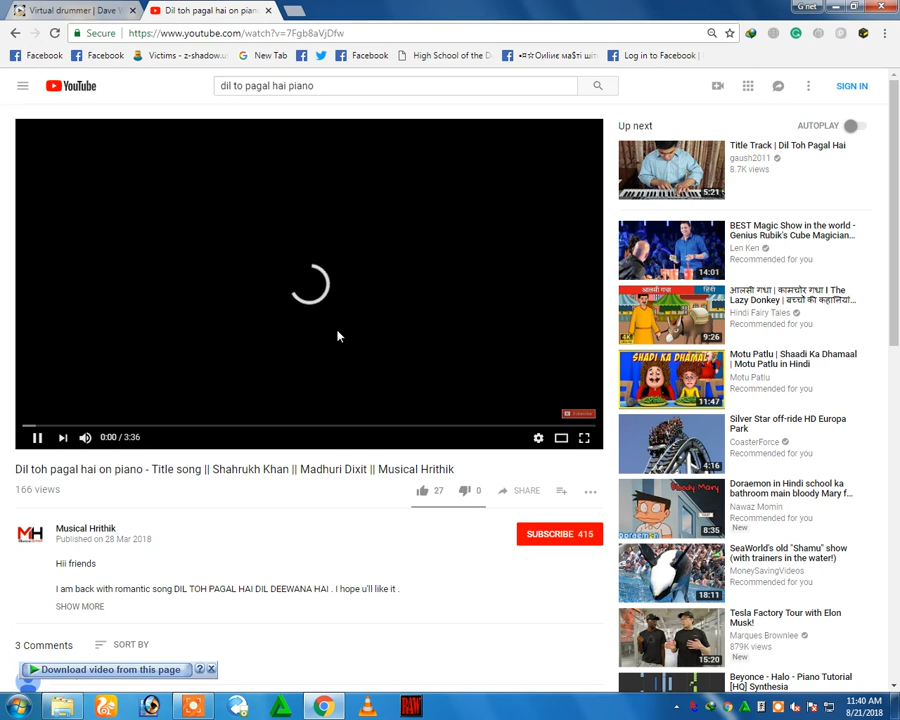 Virtual drummer | Dave W
Dil toh pagal hai on pian
G net
Secure
https://www.youtube.com/watch?v=7Fgb8aYjDfw
Facebook
Facebook
Victims - z-shadow.
New Tab
Facebook
High School of the D
Log in to Facebook |
YouTube
dil to pagal hai piano
SIGN IN
Up next
AUTOPLAY
Title Track | Dil Toh Pagal Hai
gaush2011
8.7K views
5:21
BEST Magic Show in the world - Genius Rubik's Cube Magician...
Len Ken
Recommended for you
14:01
आलसी गधा | कामचोर गधा I The Lazy Donkey | बच्चों की कहानियां...
Hindi Fairy Tales
Recommended for you
9:26
Motu Patlu | Shaadi Ka Dhamaal | Motu Patlu in Hindi
Motu Patlu
Recommended for you
SHADI KA DHAMAL
11:47
Silver Star off-ride HD Europa Park
CoasterForce
Recommended for you
4:16
Doraemon in Hindi school ka bathroom main bloody Mary f...
Nawaz Momin
Recommended for you
New
Bloody Mary
8:35
SeaWorld's old "Shamu" show (with trainers in the water!)
MoneySavingVideos
Recommended for you
18:11
Tesla Factory Tour with Elon Musk!
Marques Brownlee
879K views
New
15:20
Beyonce - Halo - Piano Tutorial [HQ] Synthesia
Subscribe
0:00 / 3:36
Dil toh pagal hai on piano - Title song || Shahrukh Khan || Madhuri Dixit || Musical Hrithik
166 views
27
0
SHARE
MH
Musical Hrithik
Published on 28 Mar 2018
SUBSCRIBE 415
Hii friends
I am back with romantic song DIL TOH PAGAL HAI DIL DEEWANA HAI . I hope u'll like it .
SHOW MORE
3 Comments
SORT BY
Download video from this page
RAW
11:40 AM
8/21/2018